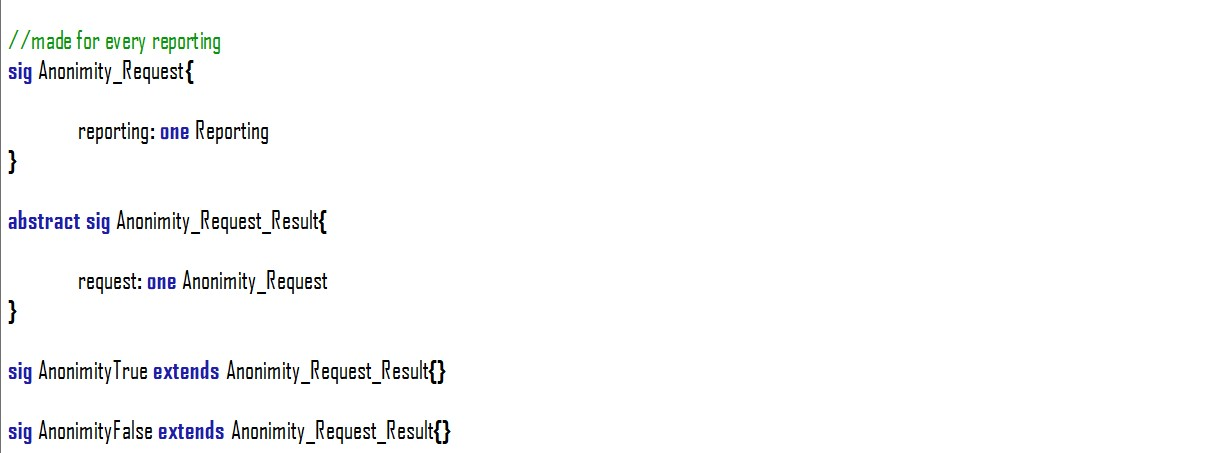 //made for every reporting
sig Anonimity_Request{
reporting: one Reporting
}
abstract sig Anonimity_Request_Result{
request: one Anonimity_Request
}
sig AnonimityTrue extends Anonimity_Request_Result{}
sig AnonimityFalse extends Anonimity_Request_Result{}